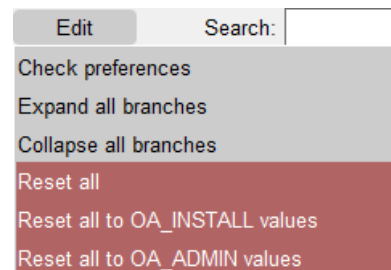 Edit Search:
Check preferences
Expand all branches
Collapse all branches
Reset all
Reset all to OA_INSTALL values
Reset all to OA_ADMIN values